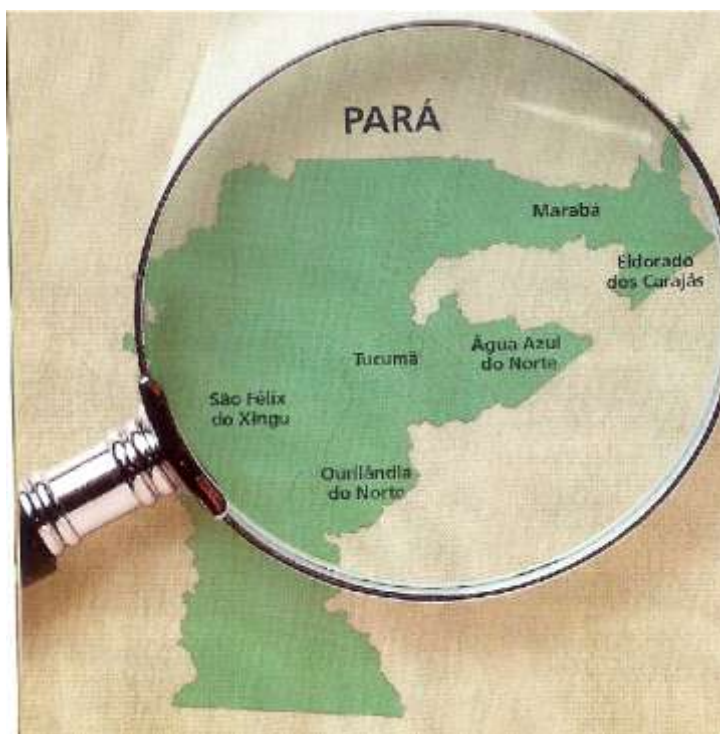 PARÁ
Marabá
Eldorado
dos Carajás
Tucumã
Água Azul
do Norte
São Félix
do Xingu
Ourilândia
do Norte